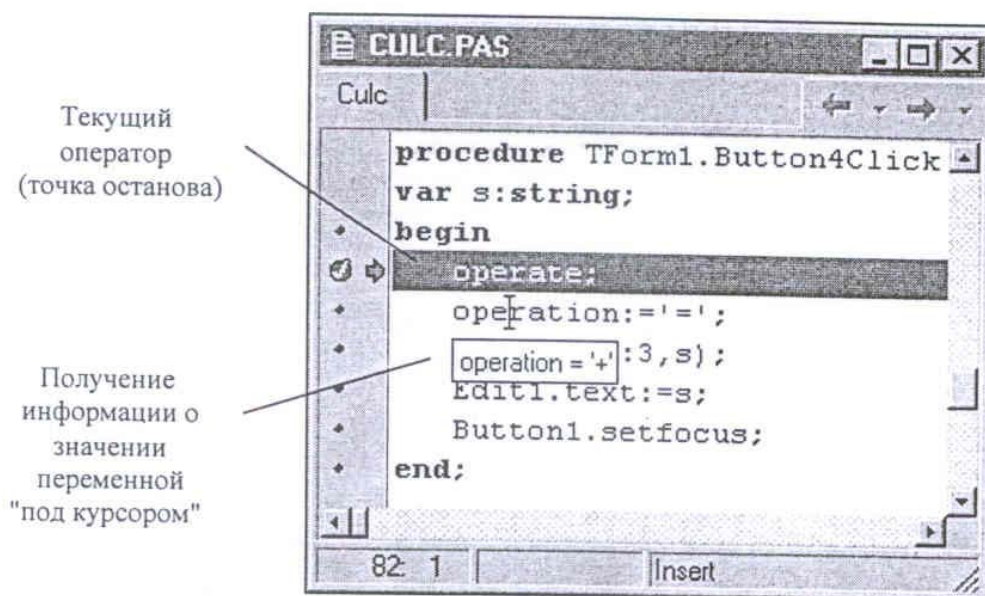 CULC.PAS
Culc
Текущий
оператор
(точка останова)
procedure TForm1.Button4Click
var s:string;
begin
operate;
operation:='=';
operation = '+' :3,s);
Edit1.text:=s;
Button1.setfocus;
end;
Получение
информации о
значении
переменной
"под курсором"
82: 1
Insert